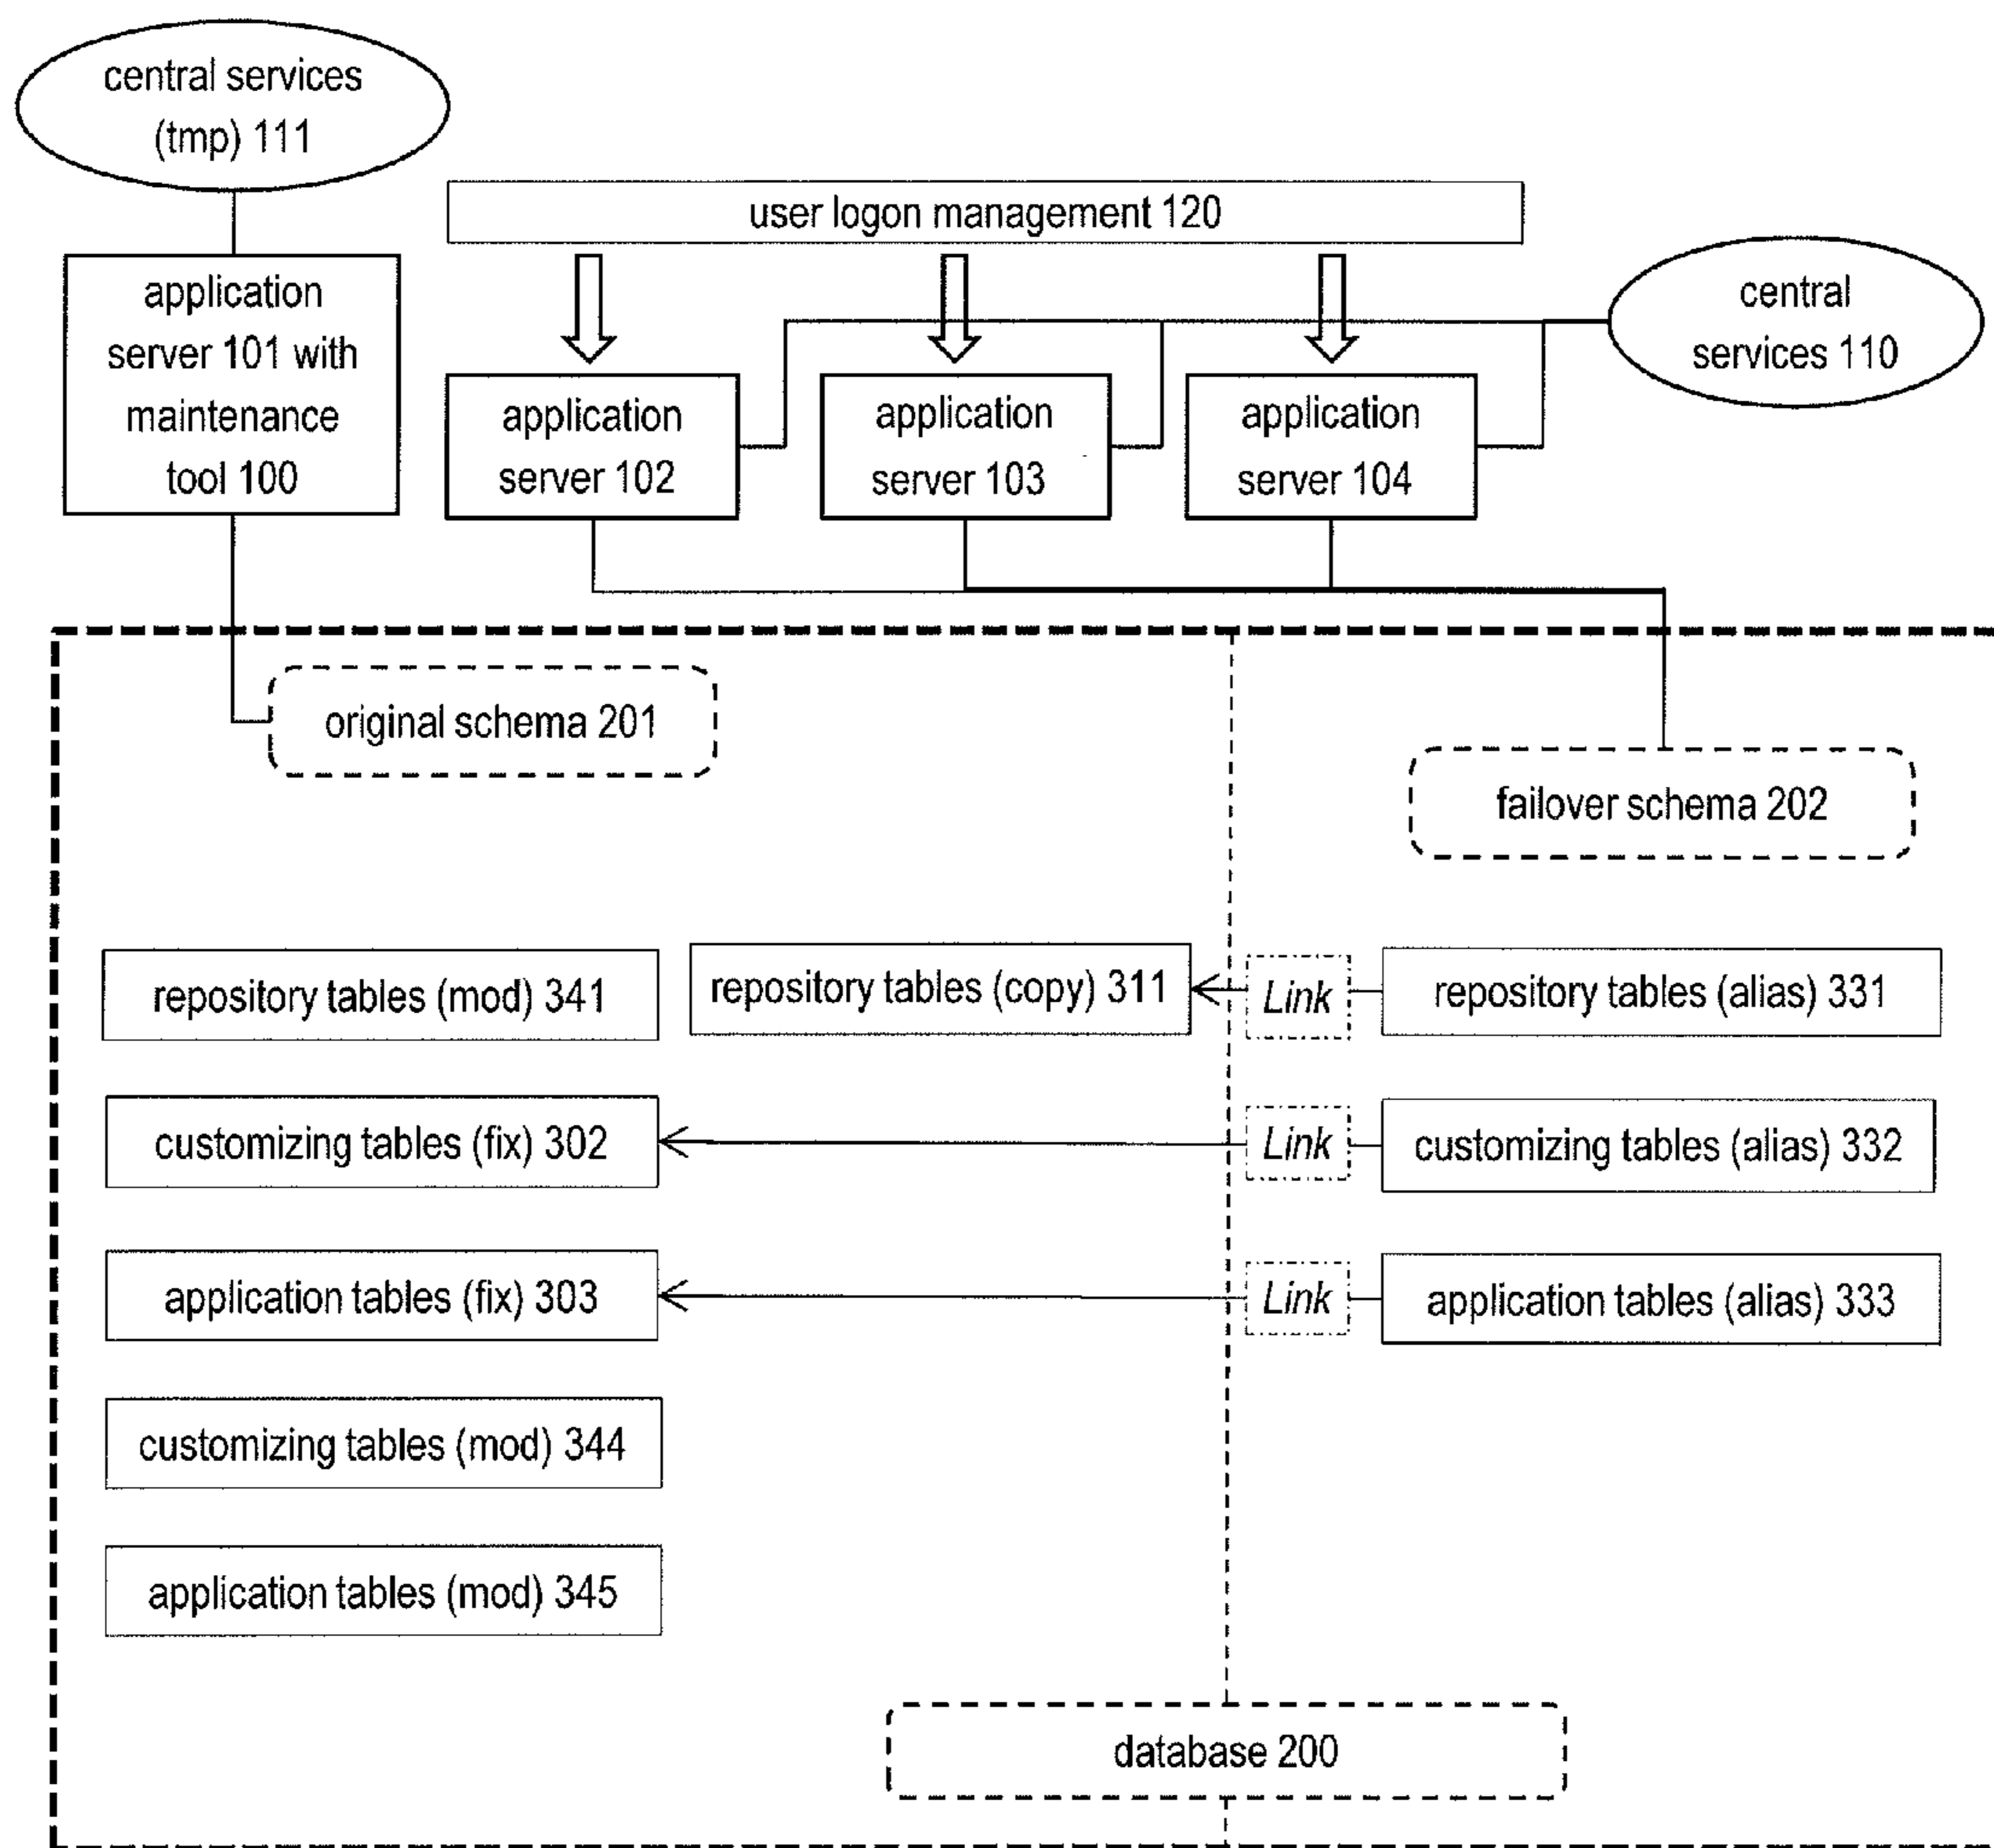 central services
(tmp) 111
user logon management 120
application
server 101 with
maintenance
tool 100
central
services 110
application
server 102
application
server 103
application
server 104
original schema 201
failover schema 202
repository tables (mod) 341
repository tables (copy) 311
Link
repository tables (alias) 331
customizing tables (fix) 302
Link
customizing tables (alias) 332
application tables (fix) 303
Link
application tables (alias) 333
customizing tables (mod) 344
application tables (mod) 345
database 200